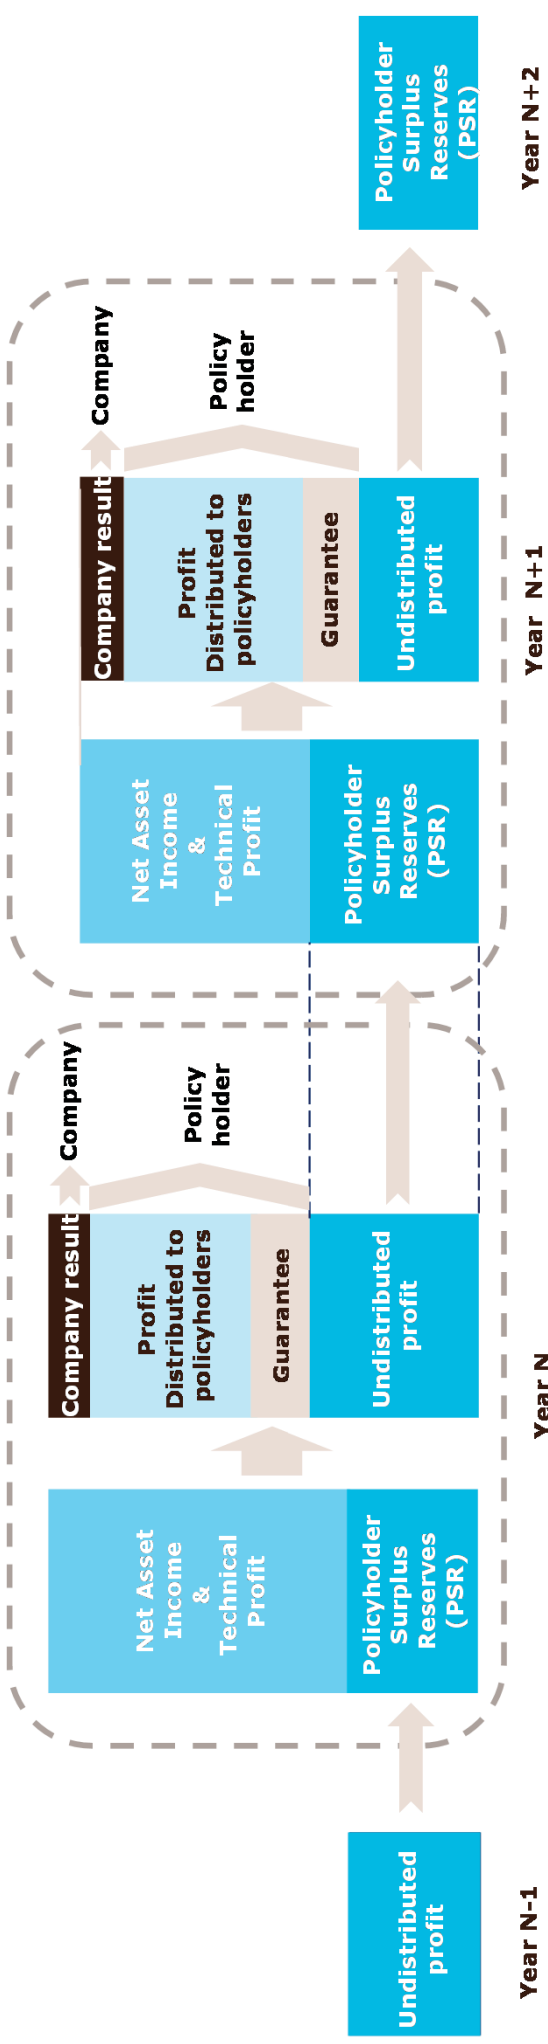 Undistributed
profit
Year N-1
Net Asset
Income
&
Technical
Profit
Policyholder
Surplus
Reserves
(PSR)
Company result
Profit
Distributed to
policyholders
Guarantee
Undistributed
profit
Company
Policy
holder
Year N
Net Asset
Income
&
Technical
Profit
Policyholder
Surplus
Reserves
(PSR)
Company result
Profit
Distributed to
policyholders
Guarantee
Undistributed
profit
Company
Policy
holder
Year N+1
Policyholder
Surplus
Reserves
(PSR)
Year N+2